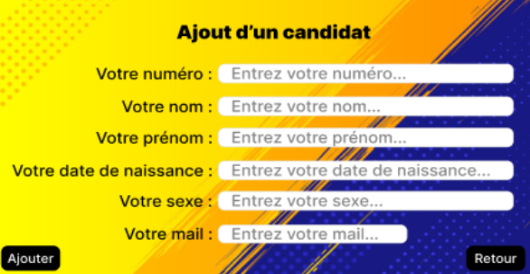 Ajout d'un candidat
Votre numéro : Entrez votre numéro...
Votre nom : Entrez votre nom...
Votre prénom : Entrez votre prénom...
Votre date de naissance : Entrez votre date de naissance...
Votre sexe : Entrez votre sexe...
Votre mail : Entrez votre mail...
Ajouter Retour